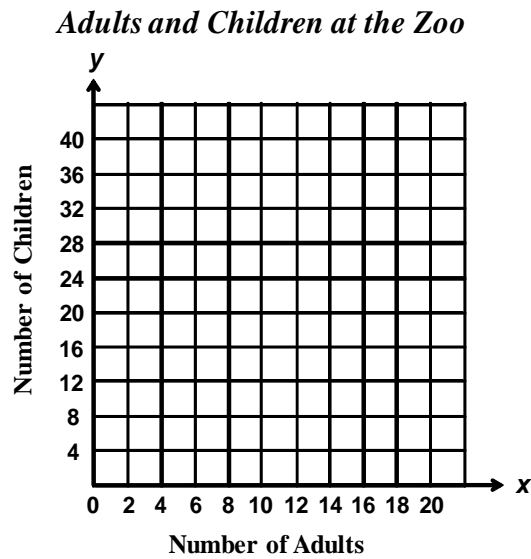 Adults and Children at the Zoo
y
40
36
32
28
24
20
16
12
8
4
Number of Children
0 2 4 6 8 10 12 14 16 18 20
x
Number of Adults